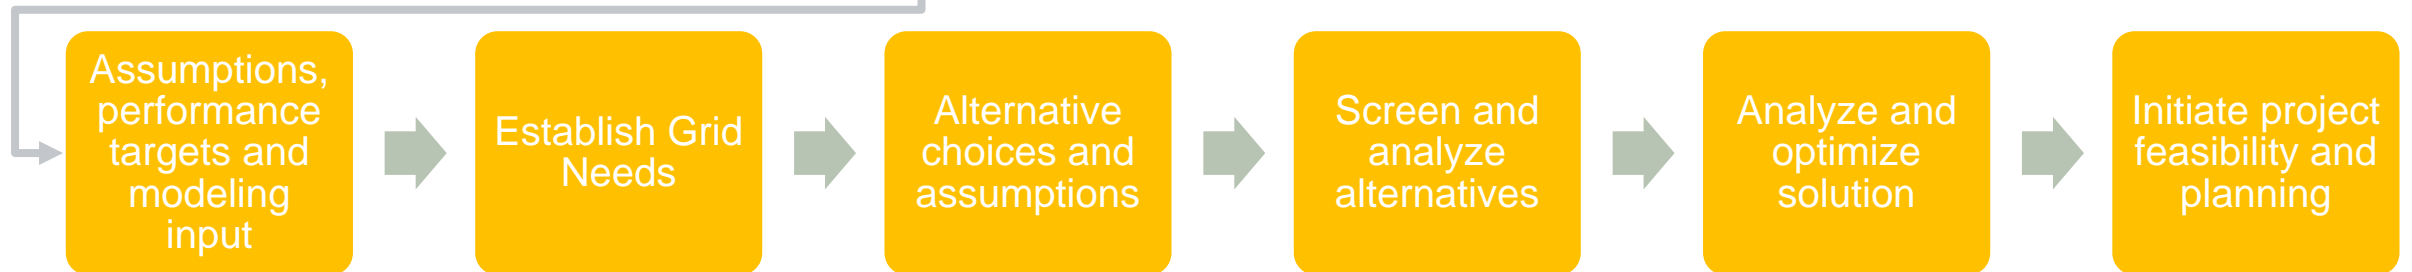 Assumptions,
performance
targets and
modeling
input
Establish Grid
Needs
Alternative
choices and
assumptions
Screen and
analyze
alternatives
Analyze and
optimize
solution
Initiate project
feasibility and
planning